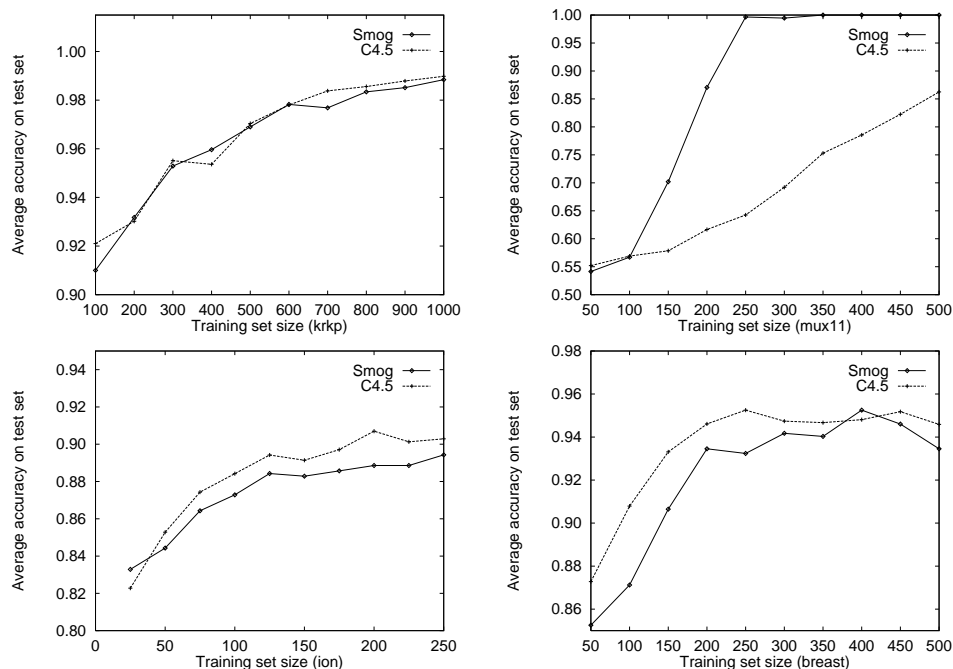 Smog
C4.5
1.00
0.98
0.96
0.94
0.92
0.90
Average accuracy on test set
100 200 300 400 500 600 700 800 900 1000
Training set size (krkp)
Smog
C4.5
1.00
0.95
0.90
0.85
0.80
0.75
0.70
0.65
0.60
0.55
0.50
Average accuracy on test set
50 100 150 200 250 300 350 400 450 500
Training set size (mux11)
Smog
C4.5
0.94
0.92
0.90
0.88
0.86
0.84
0.82
0.80
Average accuracy on test set
0 50 100 150 200 250
Training set size (ion)
Smog
C4.5
0.98
0.96
0.94
0.92
0.90
0.88
0.86
Average accuracy on test set
50 100 150 200 250 300 350 400 450 500
Training set size (breast)